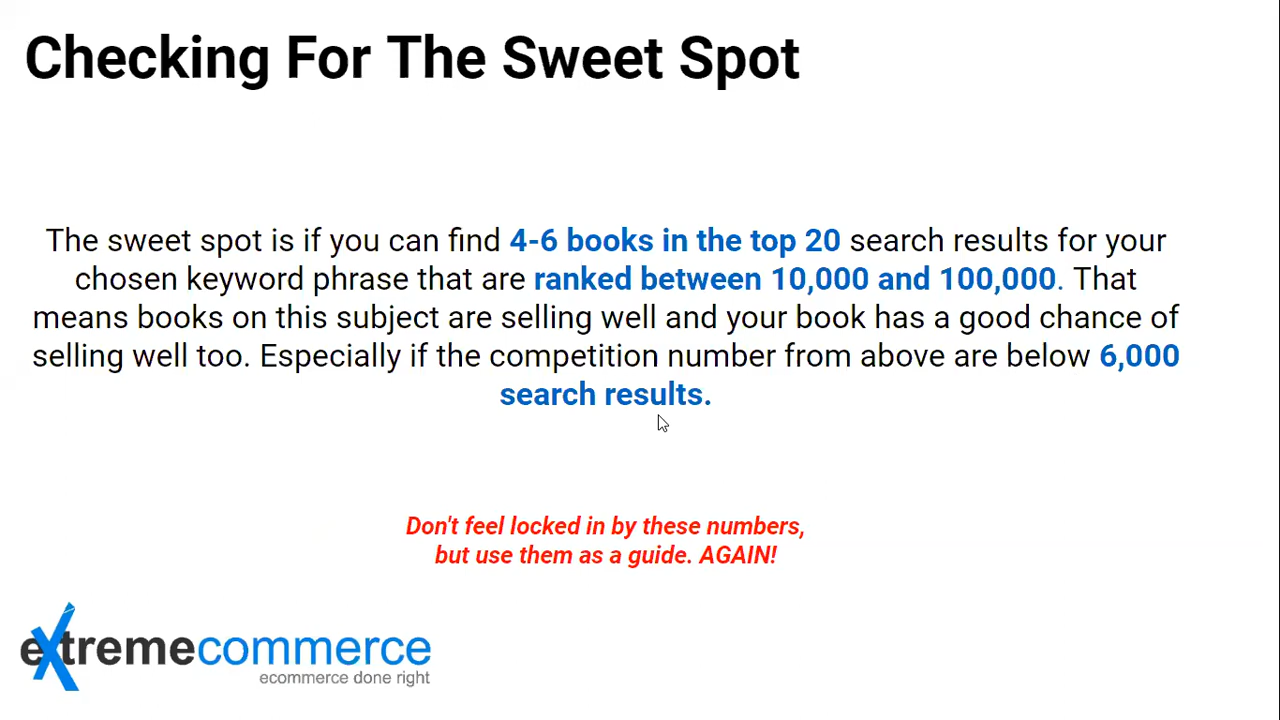 Checking For The Sweet Spot
The sweet spot is if you can find 4-6 books in the top 20 search results for your
chosen keyword phrase that are ranked between 10,000 and 100,000. That
means books on this subject are selling well and your book has a good chance of
selling well too. Especially if the competition number from above are below 6,000
search results.
Don't feel locked in by these numbers,
but use them as a guide. AGAIN!
extremecommerce
ecommerce done right